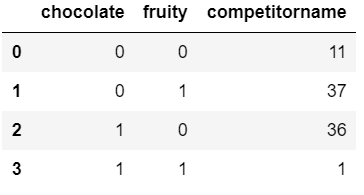 chocolate fruity competitorname
0 0 0 11
1 0 1 37
2 1 0 36
3 1 1 1